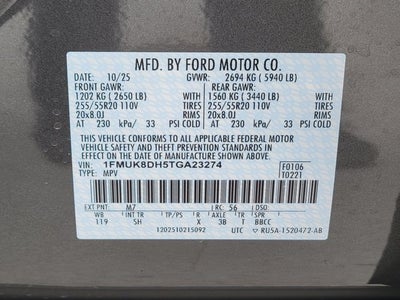 MFD. BY FORD MOTOR CO.
DATE: 10/25 GVWR: 2694 KG ( 5940 LB)
FRONT GAWR: REAR GAWR:
1202 KG ( 2650 LB) 1560 KG ( 3440 LB)
255/55R20 110V TIRES 255/55R20 110V TIRES
20x8.0J RIMS 20x8.0J RIMS
AT 230 kPa/ 33 PSI COLD AT 230 kPa/ 33 PSI COLD
THIS VEHICLE CONFORMS TO ALL APPLICABLE FEDERAL MOTOR
VEHICLE SAFETY AND THEFT PREVENTION STANDARDS IN
EFFECT ON THE DATE OF MANUFACTURE SHOWN ABOVE.
VIN: 1FMUK8DH5TGA23274 F0106
TYPE: MPV T0221
EXT PNT: M7 RC: 56 DSO:
WB INT TR TP/PS R AXLE TR SPR
119 SH X 38 T BBCC
1202510215092 UTC ▼ RU5A-1520472-AB